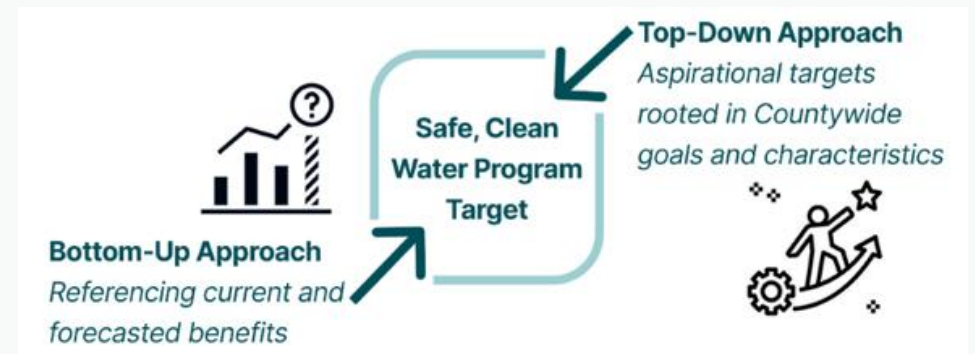 Top-Down Approach
Aspirational targets
rooted in Countywide
goals and characteristics
Safe, Clean
Water Program
Target
?
Bottom-Up Approach
Referencing current and
forecasted benefits